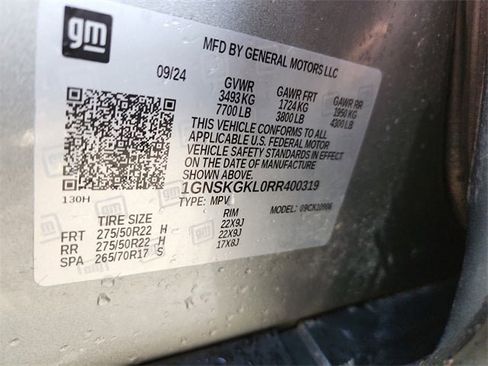 gm
MFD BY GENERAL MOTORS LLC
09/24
GVWR GAWR FRT GAWR RR
3493 KG 1724 KG 1950 KG
7700 LB 3800 LB 4300 LB
THIS VEHICLE CONFORMS TO ALL
APPLICABLE U.S. FEDERAL MOTOR
VEHICLE SAFETY STANDARDS IN EFFECT
ON THE DATE OF MANUFACTURE
SHOWN ABOVE.
1GNSKGKL0RR400319
130H
TYPE: MPV MODEL: 09CK10906
TIRE SIZE RIM
FRT 275/50R22 H 22X9J
RR 275/50R22 H 22X9J
SPA 265/70R17 S 17X8J